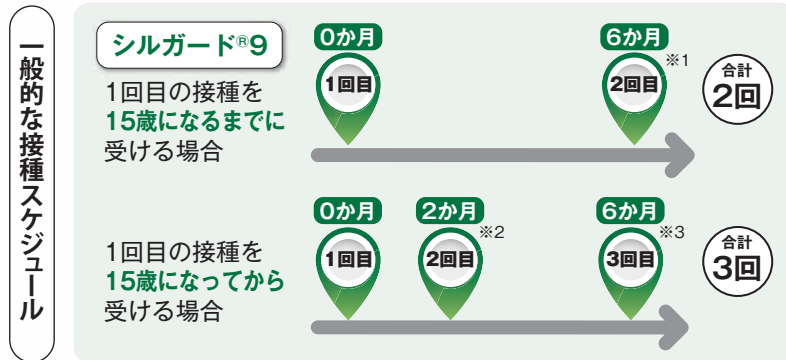 一般的な接種スケジュール
シルガード®9
1回目の接種を
15歳になるまでに
受ける場合
0か月
1回目
6か月
2回目
※1
合計
2回
1回目の接種を
15歳になってから
受ける場合
0か月
1回目
2か月
2回目
※2
6か月
3回目
※3
合計
3回